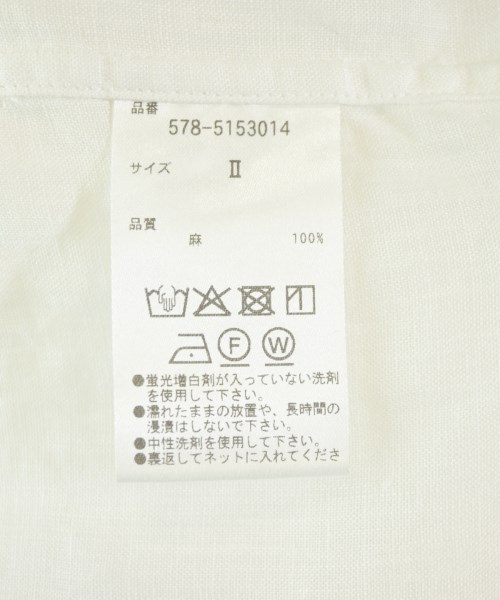 品番
578-5153014
サイズ Ⅱ
品質
麻 100%
F W
●蛍光増白剤が入っていない洗剤
を使用して下さい。
●濡れたままの放置や、長時間の
浸漬はしないで下さい。
●中性洗剤を使用して下さい。
●裏返してネットに入れてくださ